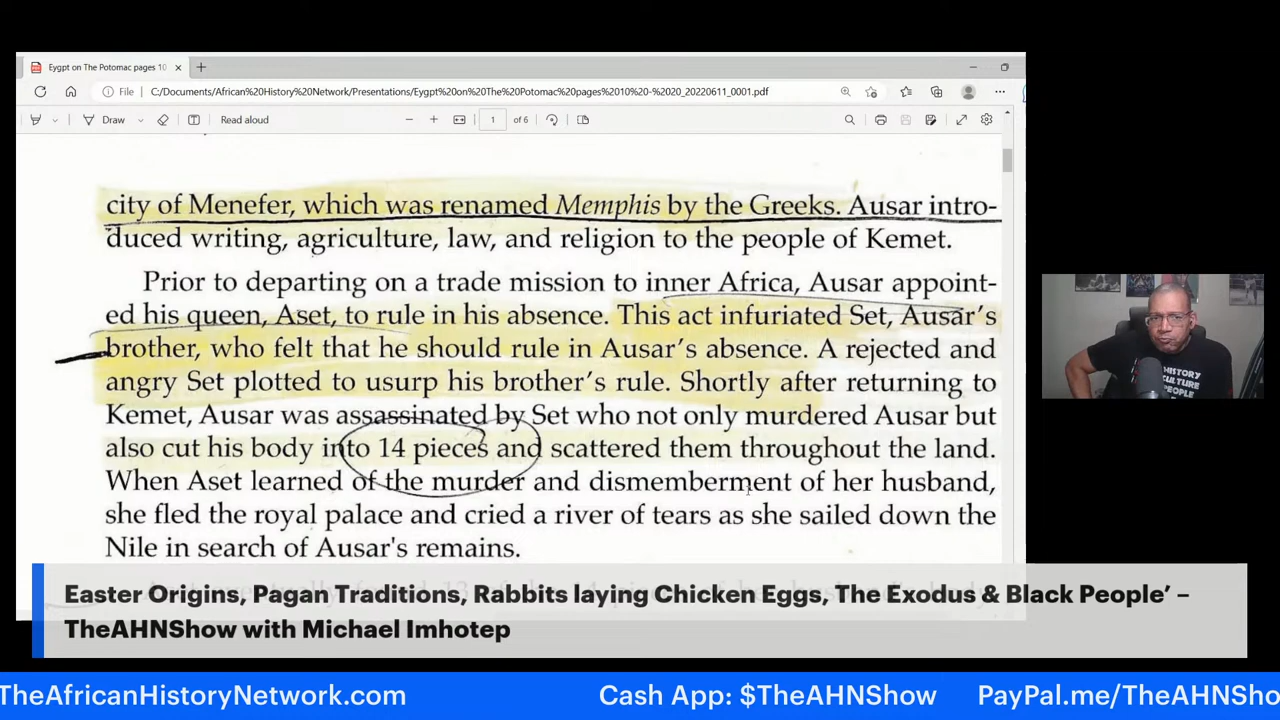 Eygpt on The Potomac pages 10
File C:/Documents/African%20History%20Network/Presentations/Eygpt%20on%20The%20Potomac%20pages%2010%20-%2020_20220611_0001.pdf
Draw Read aloud 1 of 6
city of Menefer, which was renamed Memphis by the Greeks. Ausar intro-
duced writing, agriculture, law, and religion to the people of Kemet.
Prior to departing on a trade mission to inner Africa, Ausar appoint-
ed his queen, Aset, to rule in his absence. This act infuriated Set, Ausar's
brother, who felt that he should rule in Ausar's absence. A rejected and
angry Set plotted to usurp his brother's rule. Shortly after returning to
Kemet, Ausar was assassinated by Set who not only murdered Ausar but
also cut his body into 14 pieces and scattered them throughout the land.
When Aset learned of the murder and dismemberment of her husband,
she fled the royal palace and cried a river of tears as she sailed down the
Nile in search of Ausar's remains.
HISTORY
CULTURE
PEOPLE
Easter Origins, Pagan Traditions, Rabbits laying Chicken Eggs, The Exodus & Black People' –
TheAHNShow with Michael Imhotep
TheAfricanHistoryNetwork.com Cash App: $TheAHNShow PayPal.me/TheAHNSho